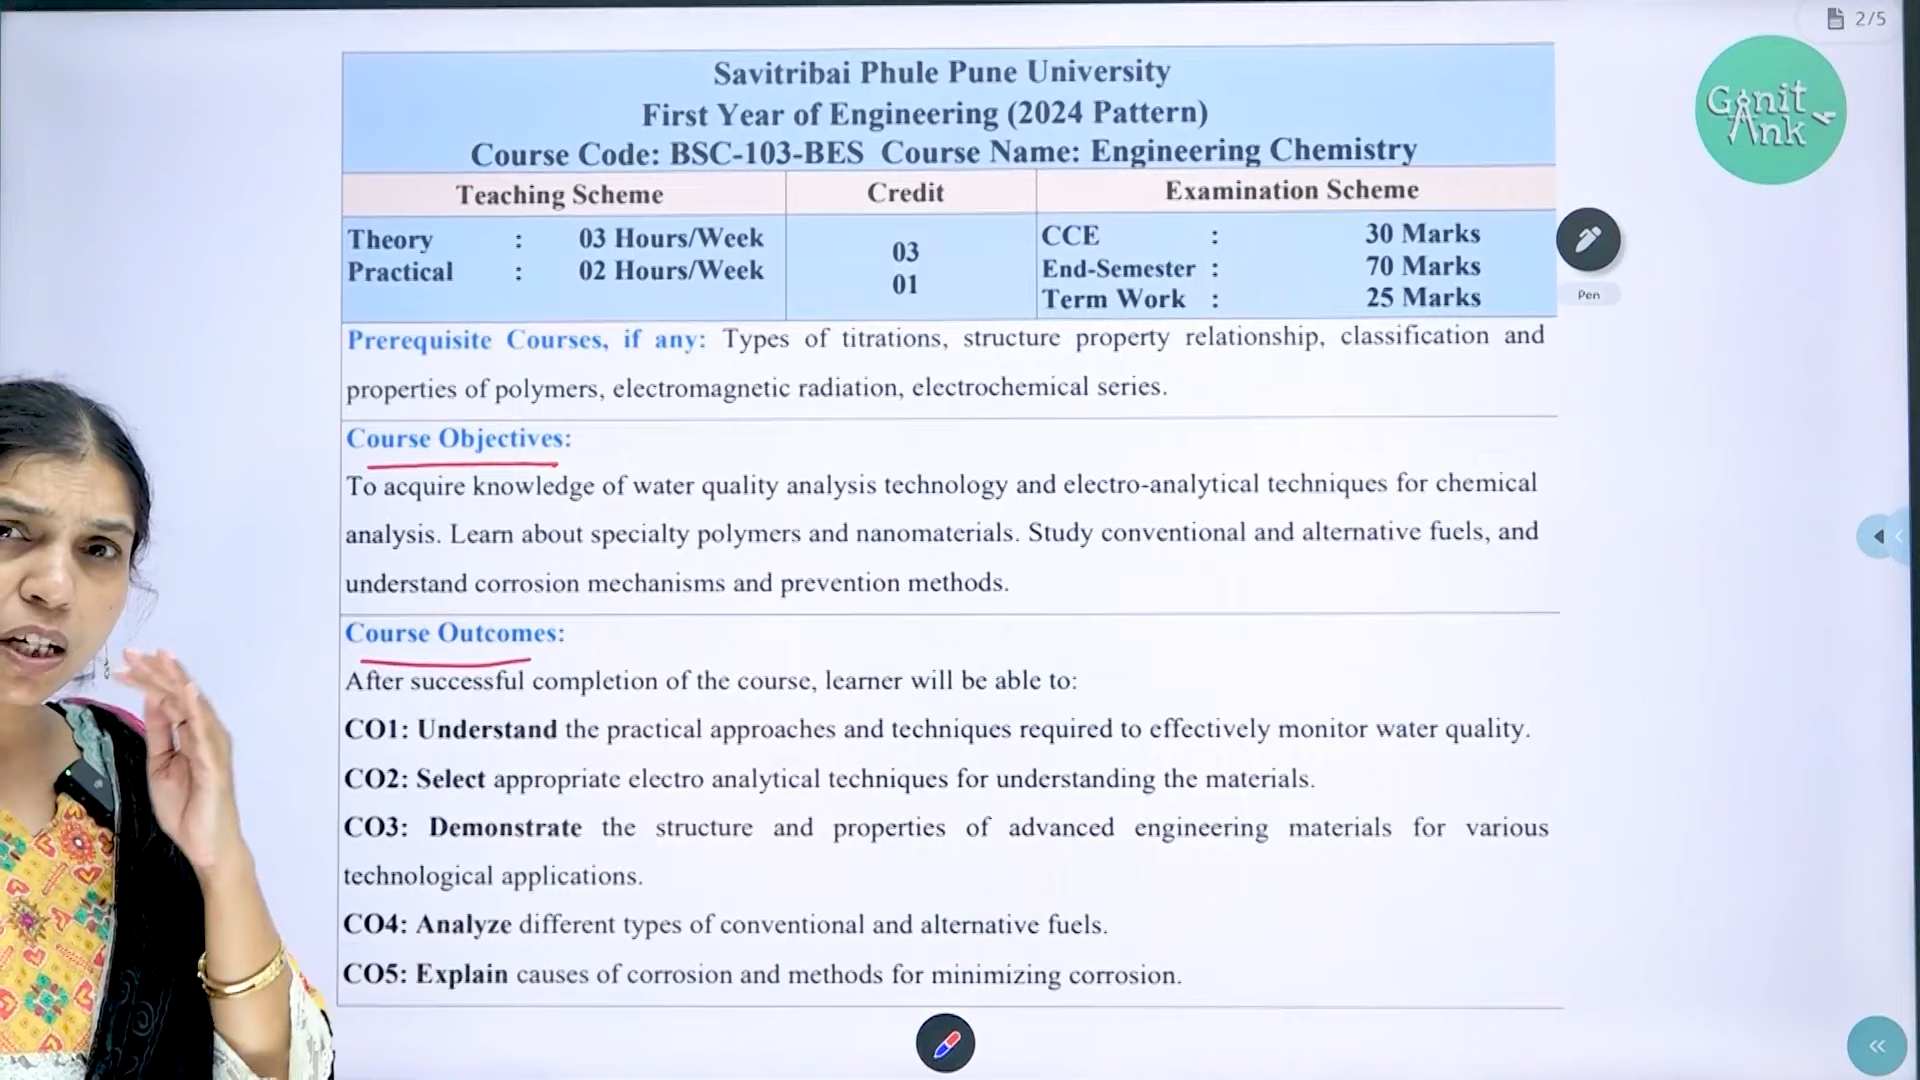 2/5
Ganit Ank
Savitribai Phule Pune University
First Year of Engineering (2024 Pattern)
Course Code: BSC-103-BES Course Name: Engineering Chemistry
Teaching Scheme Credit Examination Scheme
Theory : 03 Hours/Week 03 CCE : 30 Marks
Practical : 02 Hours/Week 01 End-Semester : 70 Marks
Term Work : 25 Marks
Pen
Prerequisite Courses, if any: Types of titrations, structure property relationship, classification and
properties of polymers, electromagnetic radiation, electrochemical series.
Course Objectives:
To acquire knowledge of water quality analysis technology and electro-analytical techniques for chemical
analysis. Learn about specialty polymers and nanomaterials. Study conventional and alternative fuels, and
understand corrosion mechanisms and prevention methods.
Course Outcomes:
After successful completion of the course, learner will be able to:
CO1: Understand the practical approaches and techniques required to effectively monitor water quality.
CO2: Select appropriate electro analytical techniques for understanding the materials.
CO3: Demonstrate the structure and properties of advanced engineering materials for various
technological applications.
CO4: Analyze different types of conventional and alternative fuels.
CO5: Explain causes of corrosion and methods for minimizing corrosion.